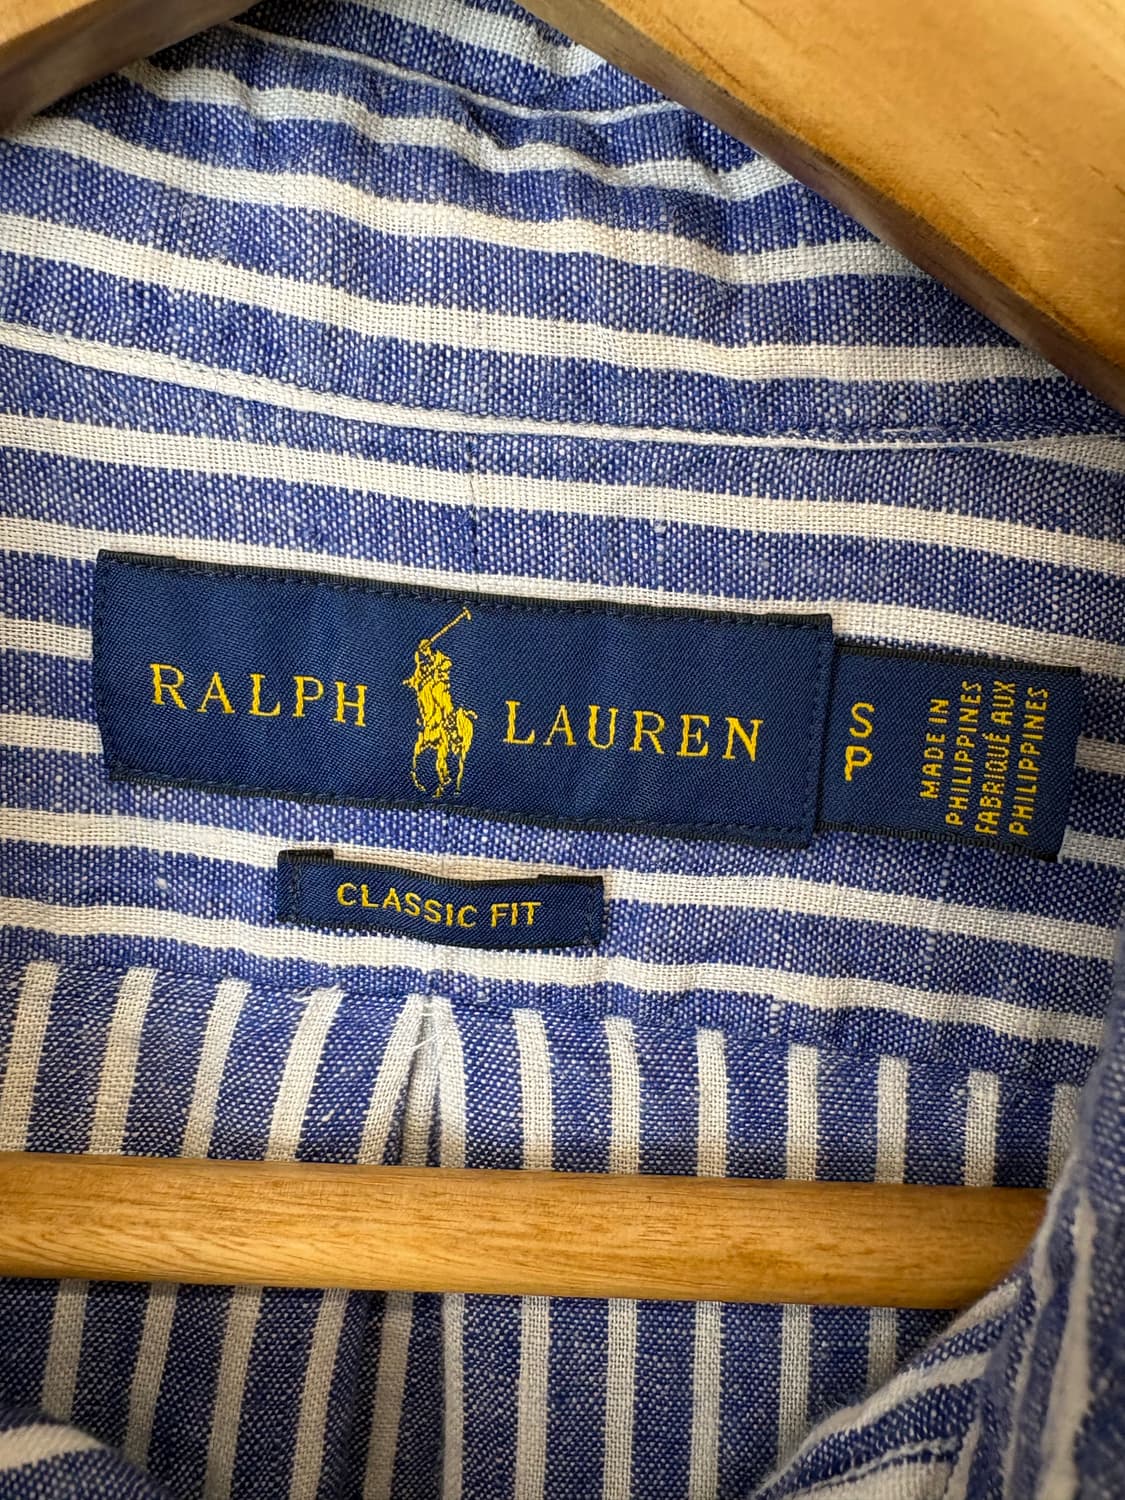 RALPH LAUREN
S
P
MADE IN
PHILIPPINES
FABRIQUÉ AUX
PHILIPPINES
CLASSIC FIT